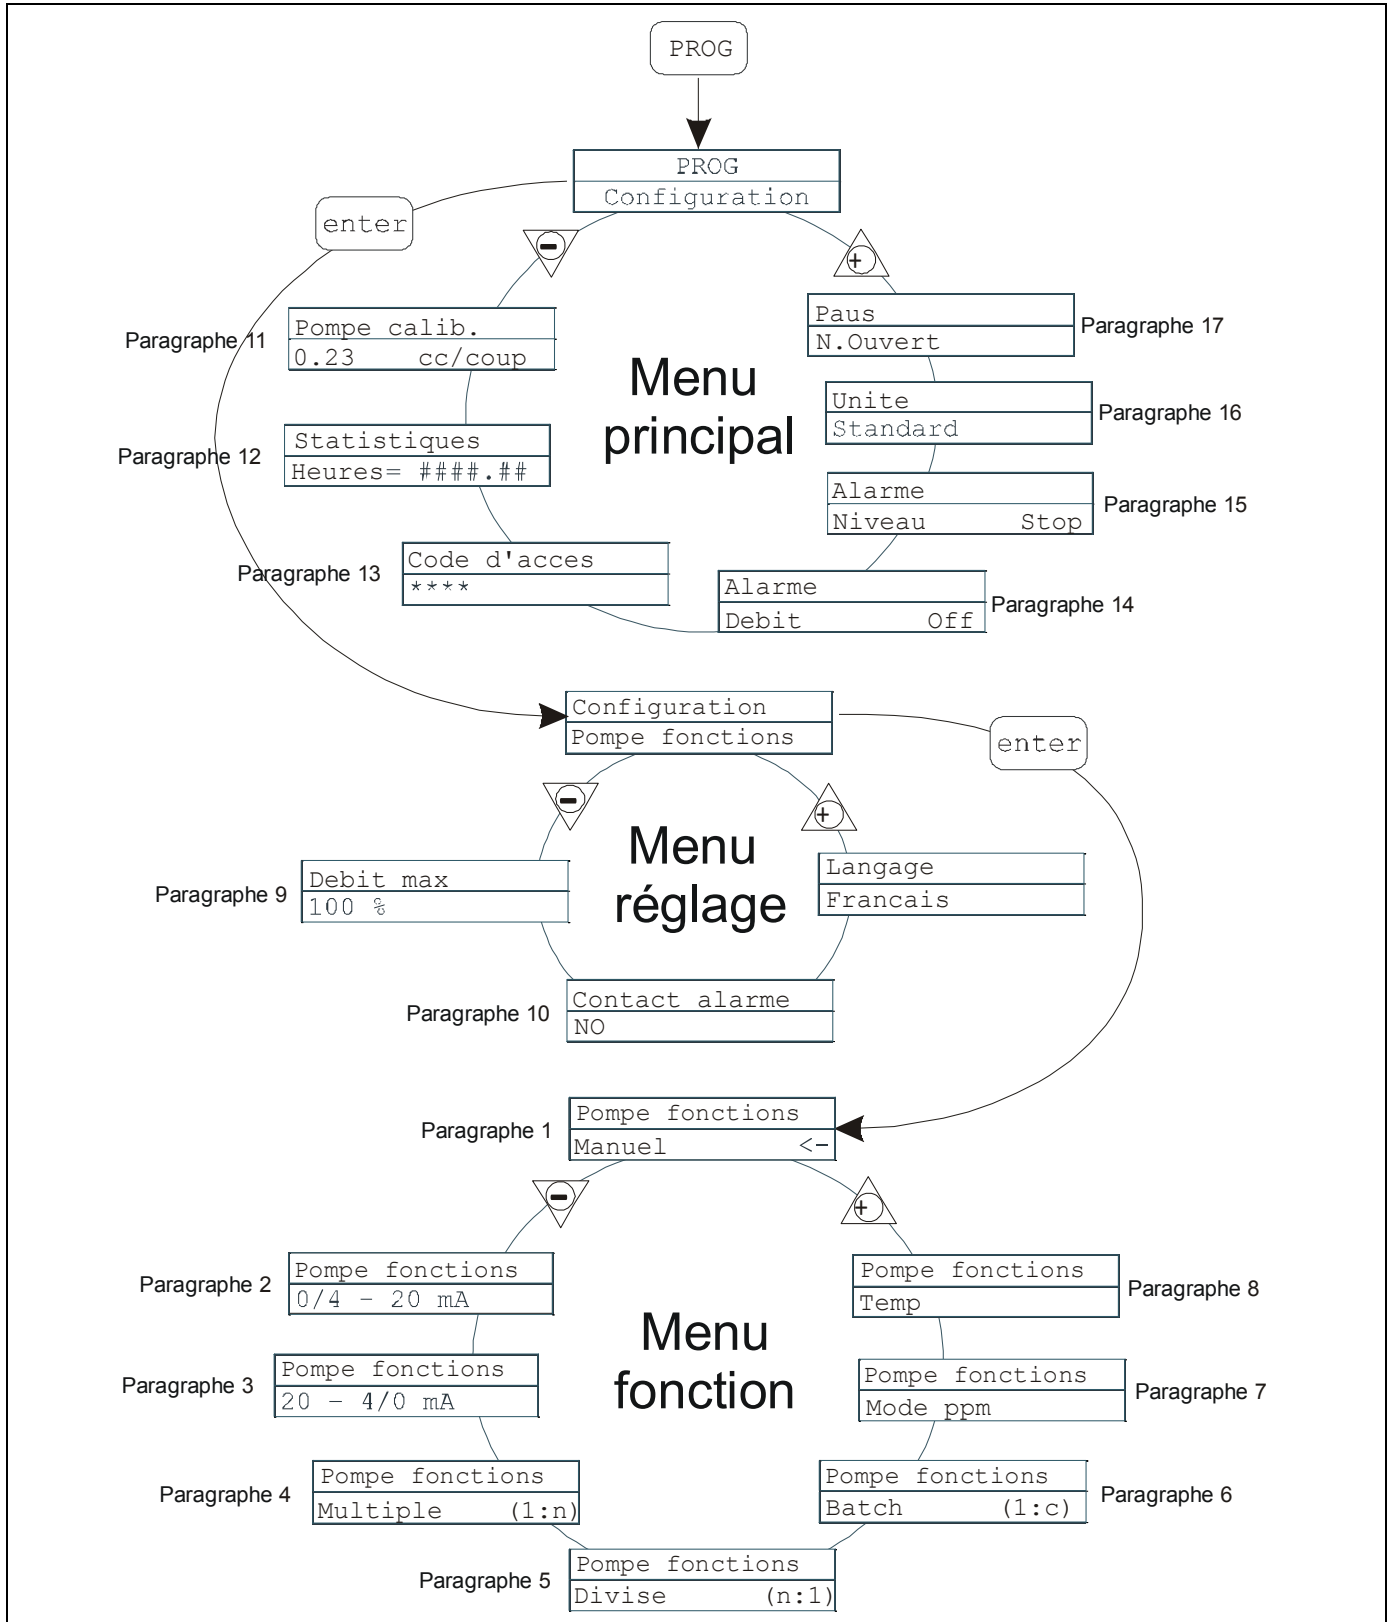 PROG
PROG
Configuration
enter
-
+
Paragraphe 11
Pompe calib.
0.23 cc/coup
Paus
N.Ouvert
Paragraphe 17
Menu
principal
Unite
Standard
Paragraphe 16
Paragraphe 12
Statistiques
Heures= ####.##
Alarme
Niveau Stop
Paragraphe 15
Paragraphe 13
Code d'acces
****
Alarme
Debit Off
Paragraphe 14
Configuration
Pompe fonctions
enter
-
+
Menu
réglage
Paragraphe 9
Debit max
100 %
Langage
Francais
Paragraphe 10
Contact alarme
NO
Paragraphe 1
Pompe fonctions
Manuel <-
-
+
Paragraphe 2
Pompe fonctions
0/4 - 20 mA
Pompe fonctions
Temp
Paragraphe 8
Menu
fonction
Paragraphe 3
Pompe fonctions
20 - 4/0 mA
Pompe fonctions
Mode ppm
Paragraphe 7
Paragraphe 4
Pompe fonctions
Multiple (1:n)
Pompe fonctions
Batch (1:c)
Paragraphe 6
Paragraphe 5
Pompe fonctions
Divise (n:1)